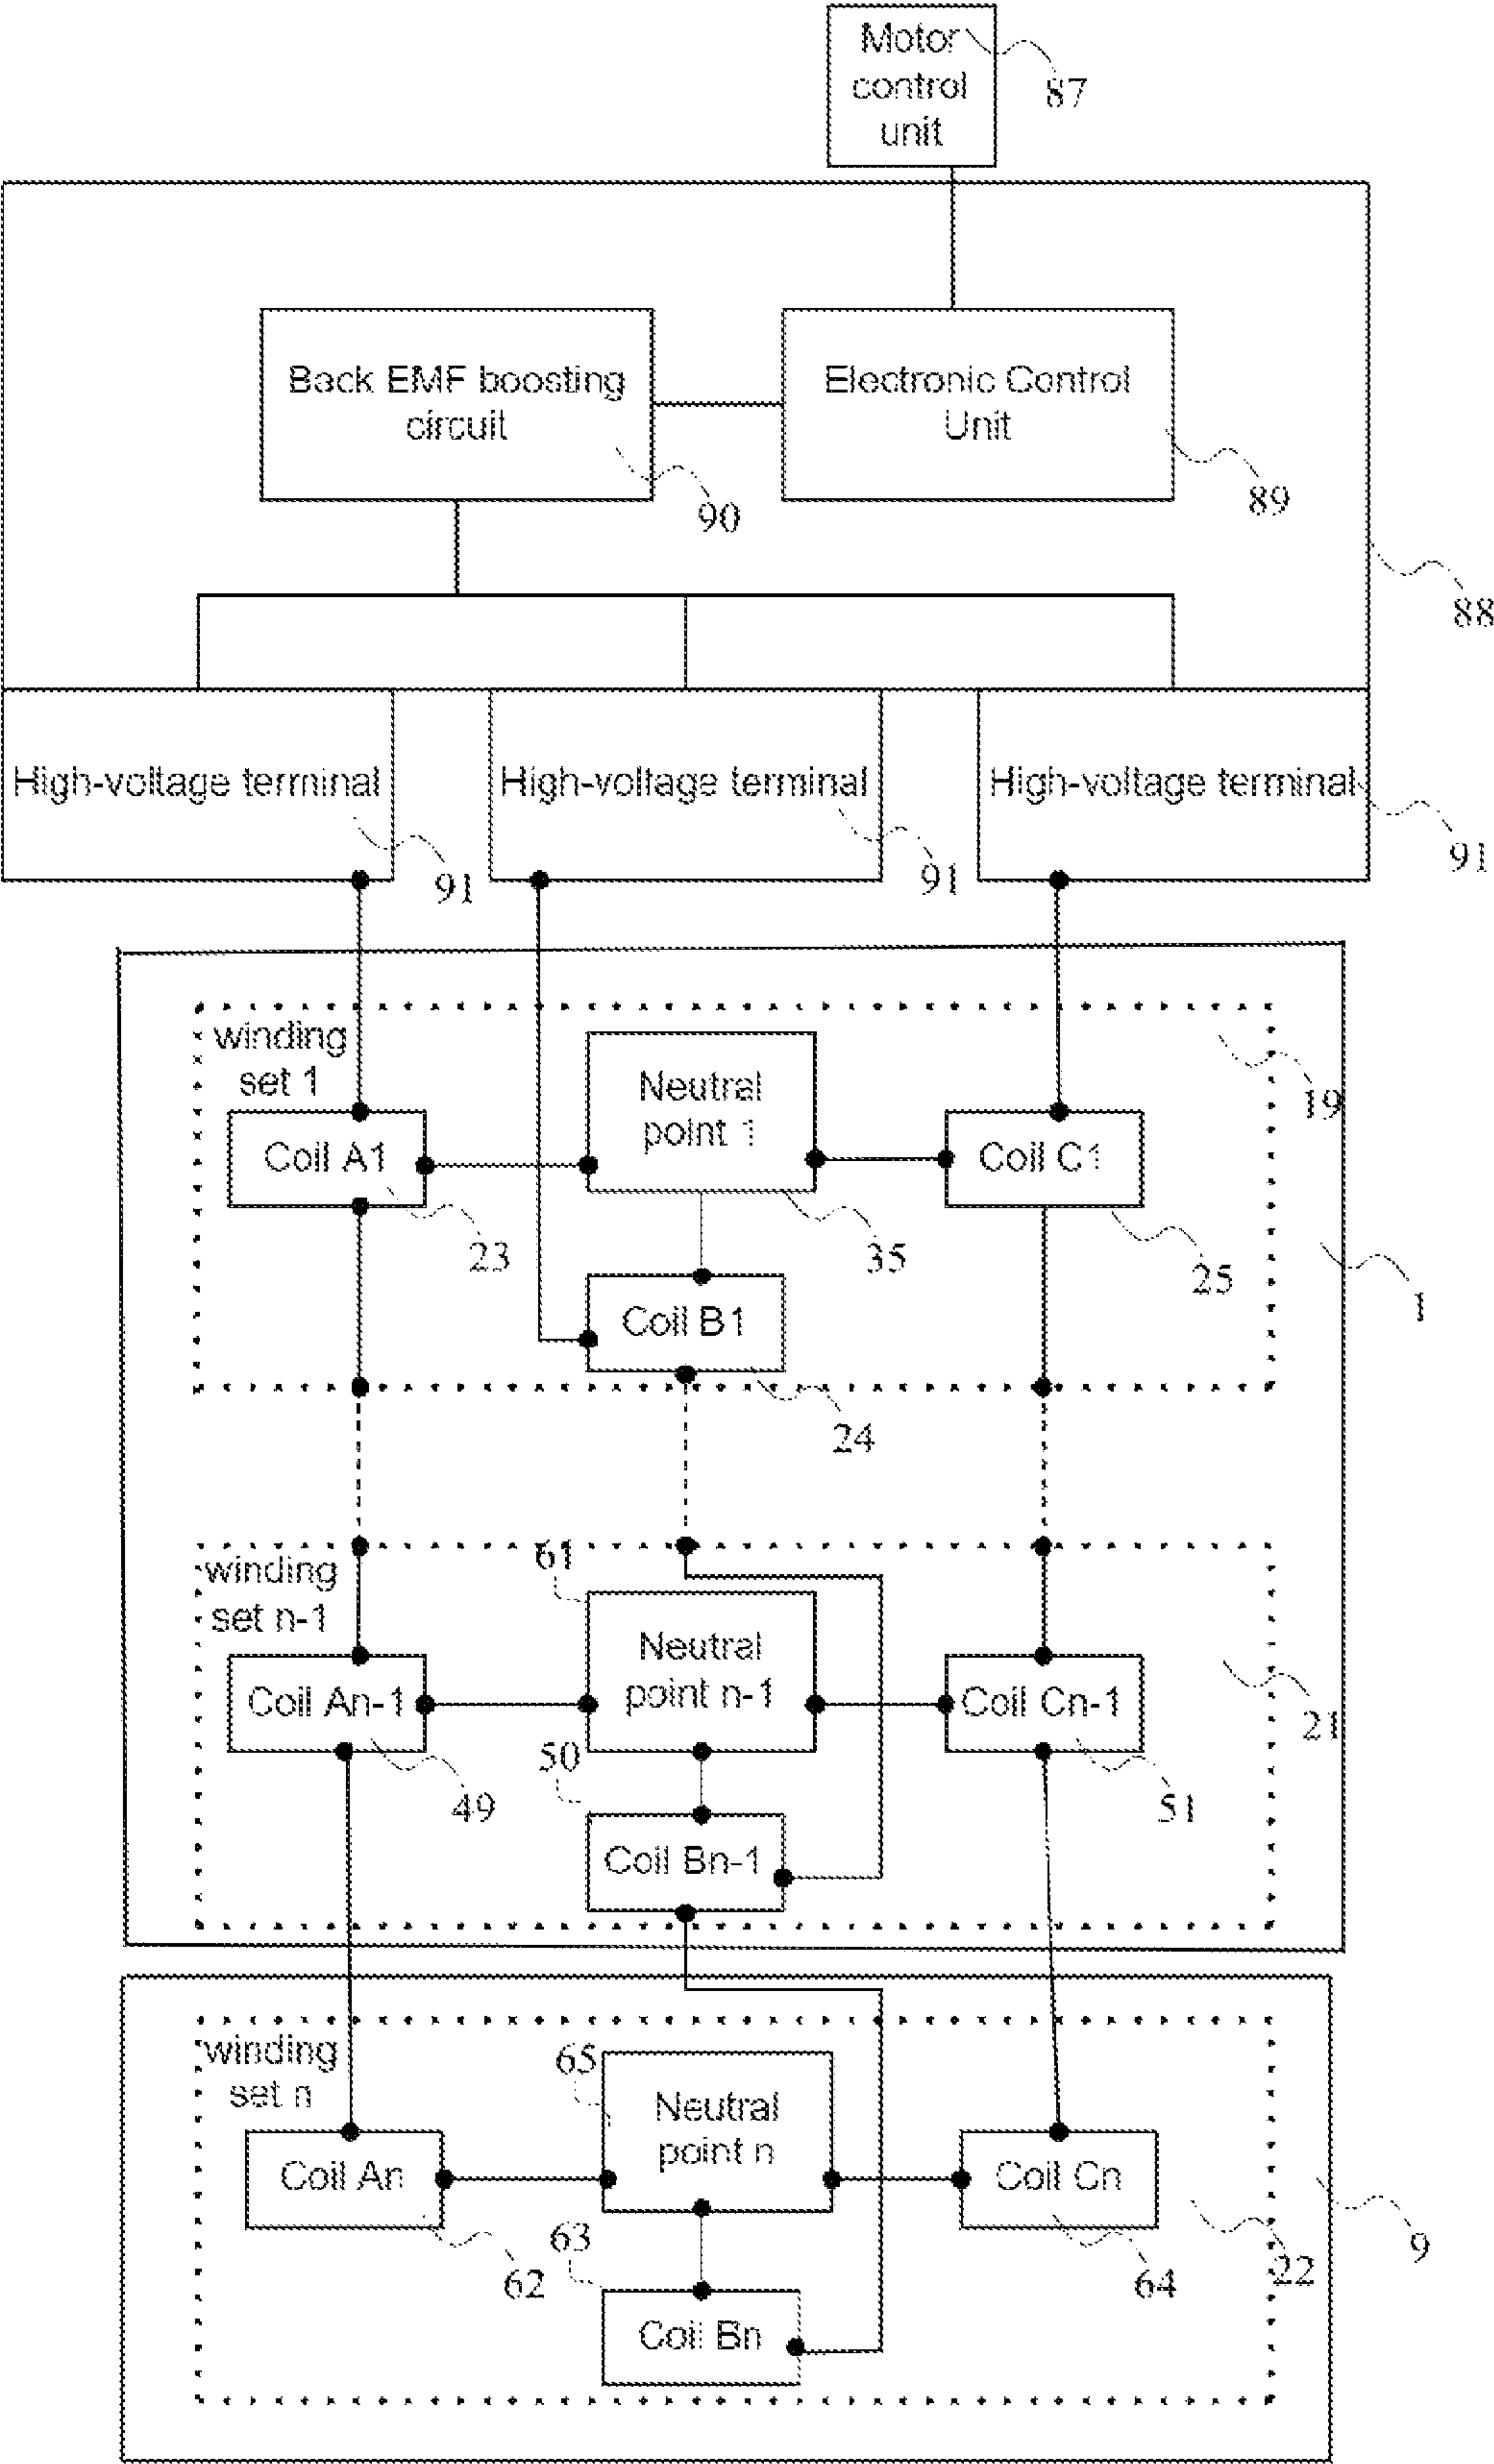 Motor
control
unit
87
Back EMF boosting
circuit
90
Electronic Control
Unit
89
88
High-voltage terminal
91
High-voltage terminal
91
High-voltage terminal
91
winding
set 1
Neutral
point 1
19
Coil A1
Coil C1
23
35
25
1
Coil B1
24
winding
set n-1
61
Neutral
point n-1
Coil An-1
Coil Cn-1
21
50
49
51
Coil Bn-1
winding
set n
65
Neutral
point n
Coil An
Coil Cn
9
63
62
64
22
Coil Bn